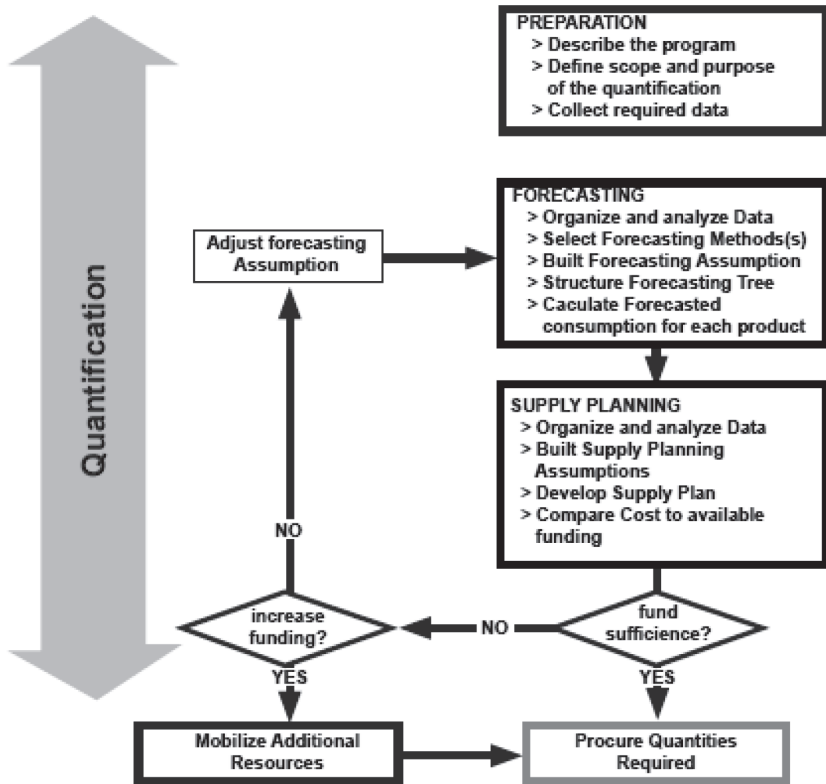 PREPARATION
> Describe the program
> Define scope and purpose
of the quantification
> Collect required data
FORECASTING
> Organize and analyze Data
> Select Forecasting Methods(s)
> Built Forecasting Assumption
> Structure Forecasting Tree
> Caculate Forecasted
consumption for each product
Adjust forecasting
Assumption
Quantification
SUPPLY PLANNING
> Organize and analyze Data
> Built Supply Planning
Assumptions
> Develop Supply Plan
> Compare Cost to available
funding
NO
increase
funding?
NO
fund
sufficience?
YES
YES
Mobilize Additional
Resources
Procure Quantities
Required